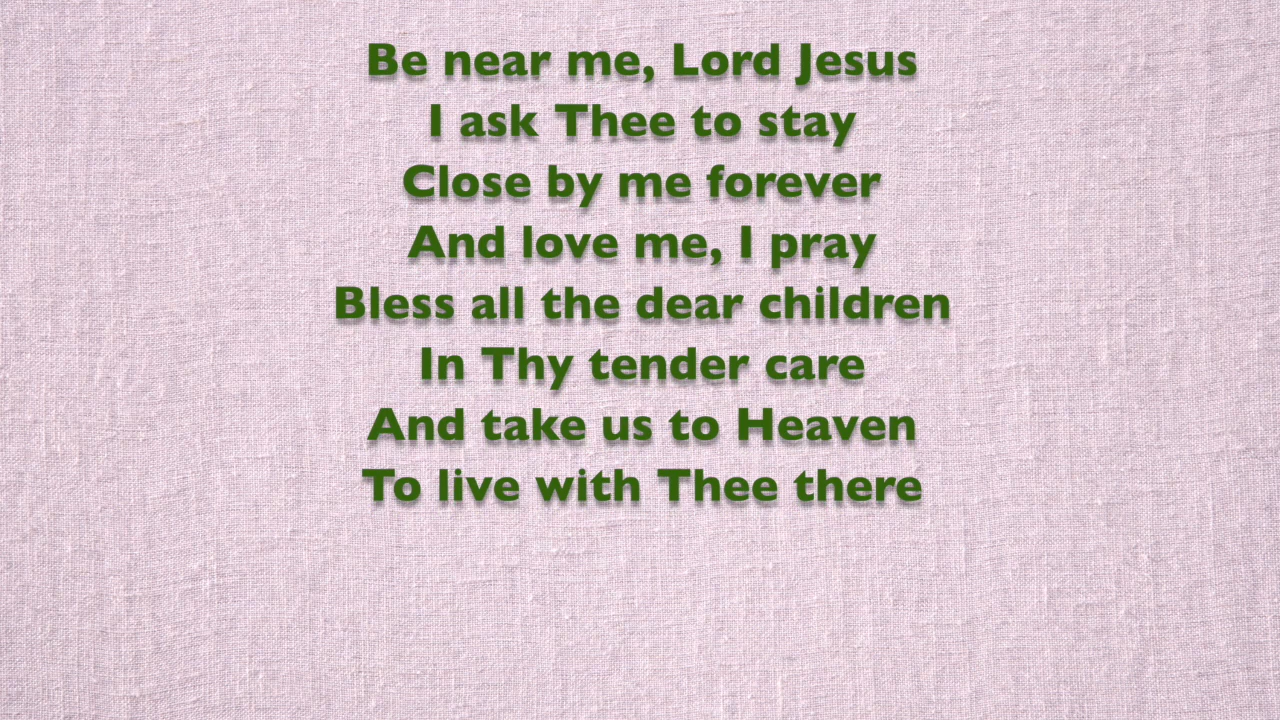 Be near me, Lord Jesus
I ask Thee to stay
Close by me forever
And love me, I pray
Bless all the dear children
In Thy tender care
And take us to Heaven
To live with Thee there